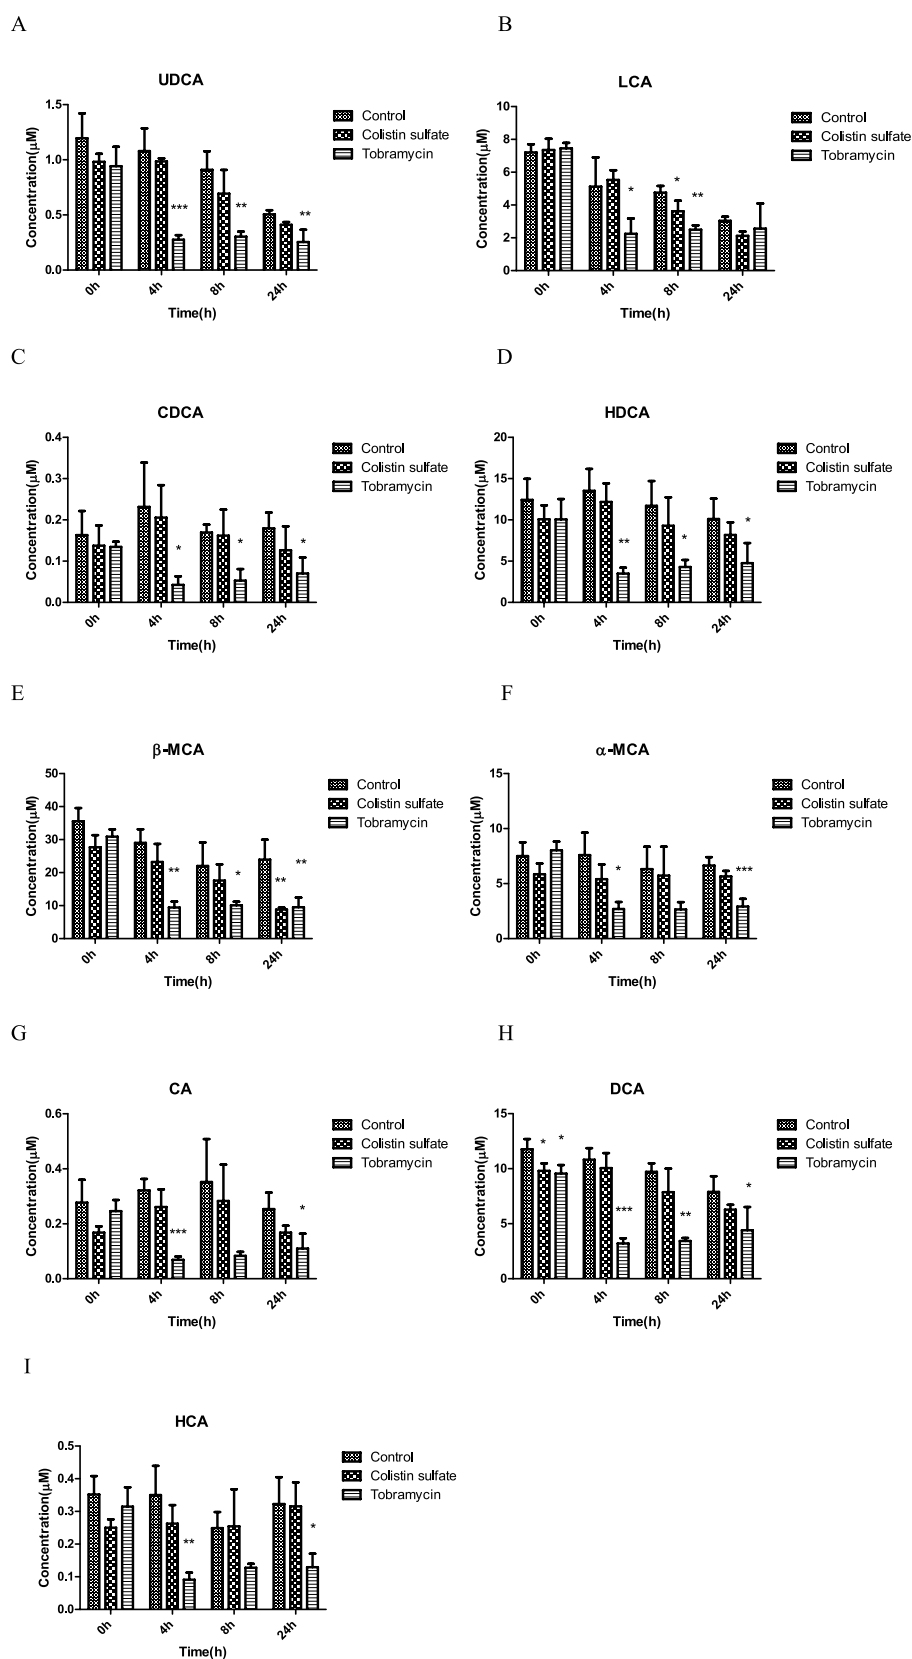 A
UDCA
Concentration(μM)
1.5
1.0
0.5
0.0
***
**
**
0h
4h
8h
24h
Time(h)
Control
Colistin sulfate
Tobramycin
B
LCA
Concentration(μM)
10
8
6
4
2
0
*
*
**
0h
4h
8h
24h
Time(h)
Control
Colistin sulfate
Tobramycin
C
CDCA
Concentration(μM)
0.4
0.3
0.2
0.1
0.0
*
*
*
0h
4h
8h
24h
Time(h)
Control
Colistin sulfate
Tobramycin
D
HDCA
Concentration(μM)
20
15
10
5
0
**
*
*
0h
4h
8h
24h
Time(h)
Control
Colistin sulfate
Tobramycin
E
β-MCA
Concentration(μM)
50
40
30
20
10
0
**
*
**
**
0h
4h
8h
24h
Time(h)
Control
Colistin sulfate
Tobramycin
F
α-MCA
Concentration(μM)
15
10
5
0
*
***
0h
4h
8h
24h
Time(h)
Control
Colistin sulfate
Tobramycin
G
CA
Concentration(μM)
0.6
0.4
0.2
0.0
***
*
0h
4h
8h
24h
Time(h)
Control
Colistin sulfate
Tobramycin
H
DCA
Concentration(μM)
15
10
5
0
*
*
***
**
*
0h
4h
8h
24h
Time(h)
Control
Colistin sulfate
Tobramycin
I
HCA
Concentration(μM)
0.5
0.4
0.3
0.2
0.1
0.0
**
*
0h
4h
8h
24h
Time(h)
Control
Colistin sulfate
Tobramycin